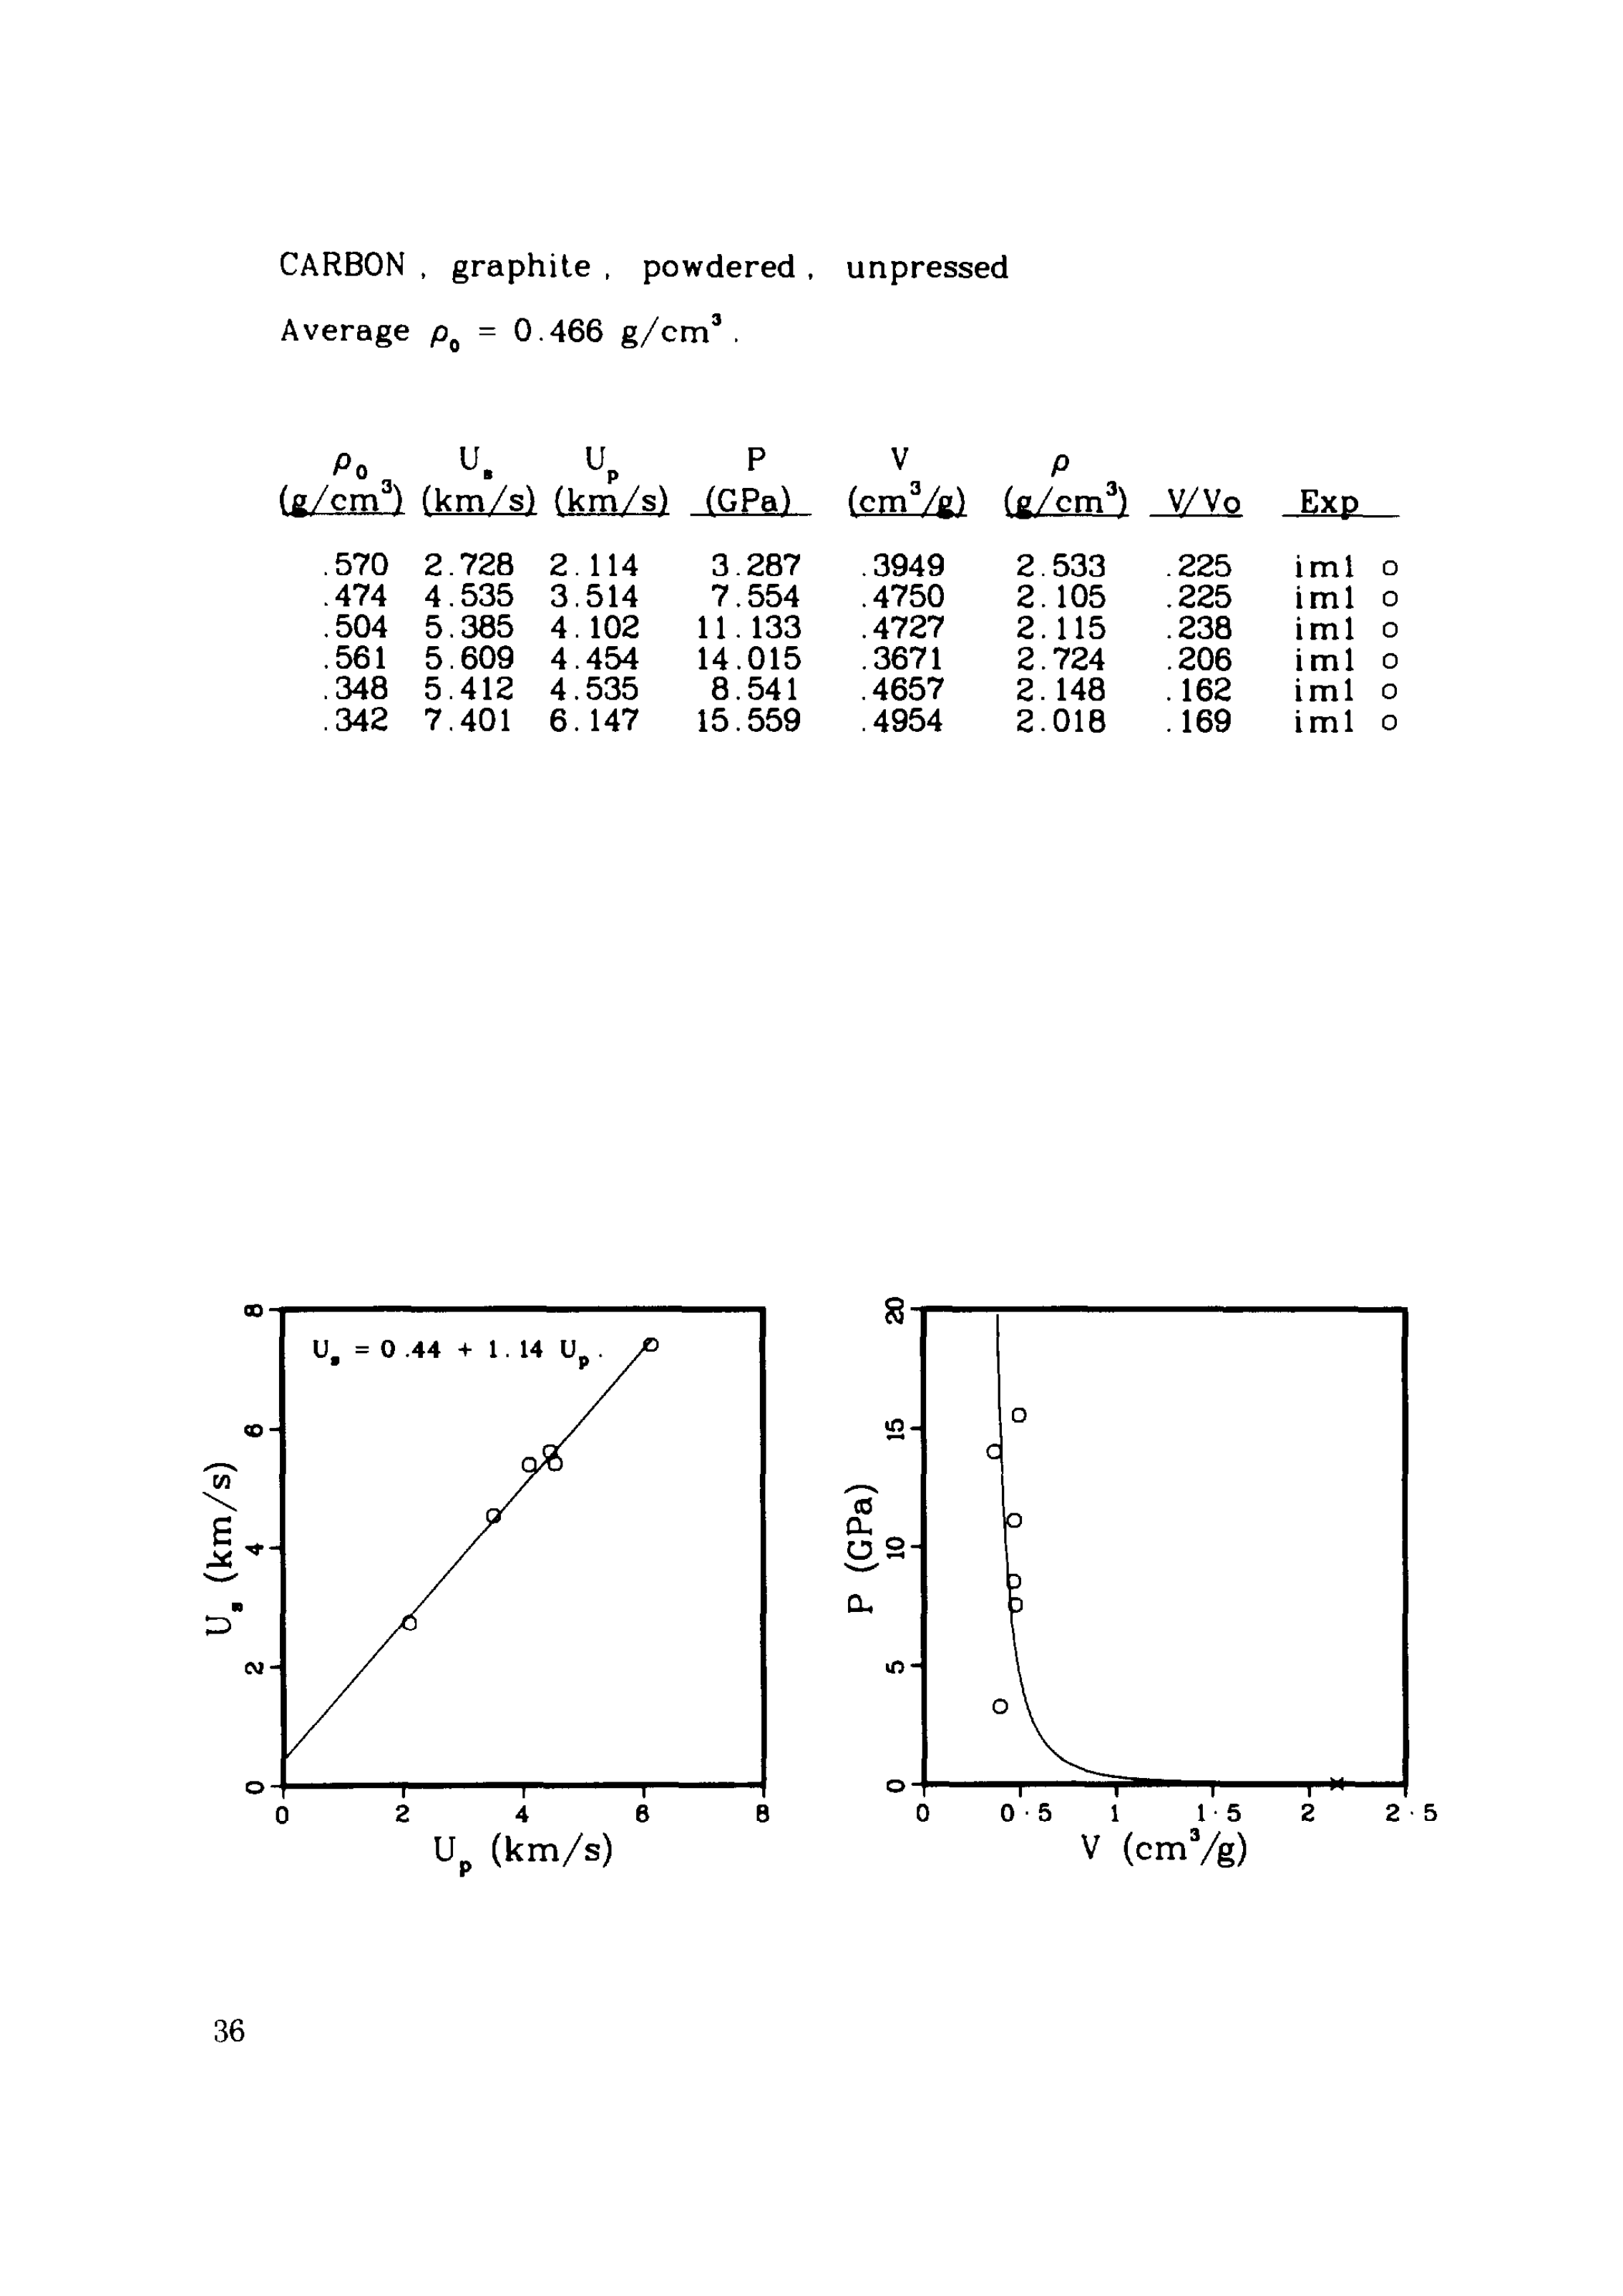 CARBON , graphite , powdered , unpressed
Average ρ₀ = 0.466 g/cm³ .
ρ₀ Uₛ Uₚ P V ρ
(g/cm³) (km/s) (km/s) (GPa) (cm³/g) (g/cm³) V/Vo Exp
.570 2.728 2.114 3.287 .3949 2.533 .225 im1 o
.474 4.535 3.514 7.554 .4750 2.105 .225 im1 o
.504 5.385 4.102 11.133 .4727 2.115 .238 im1 o
.561 5.609 4.454 14.015 .3671 2.724 .206 im1 o
.348 5.412 4.535 8.541 .4657 2.148 .162 im1 o
.342 7.401 6.147 15.559 .4954 2.018 .169 im1 o
Uₛ = 0.44 + 1.14 Uₚ .
8
6
4
2
0
Uₛ (km/s)
0 2 4 6 8
Uₚ (km/s)
20
15
10
5
0
P (GPa)
0 0.5 1 1.5 2 2.5
V (cm³/g)
36